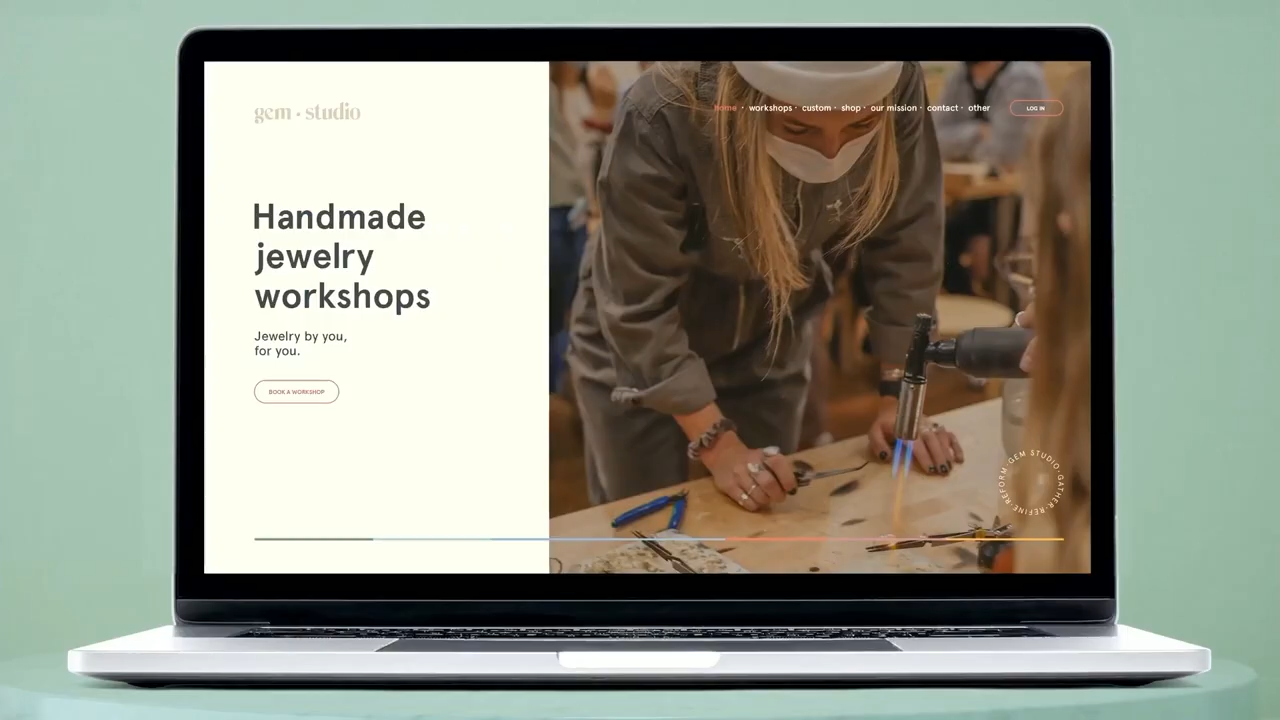 gem • studio
home • workshops • custom • shop • our mission • contact • other
LOG IN
Handmade
jewelry
workshops
Jewelry by you,
for you.
BOOK A WORKSHOP
GEM STUDIO•GATHER•REFINE•REFORM•